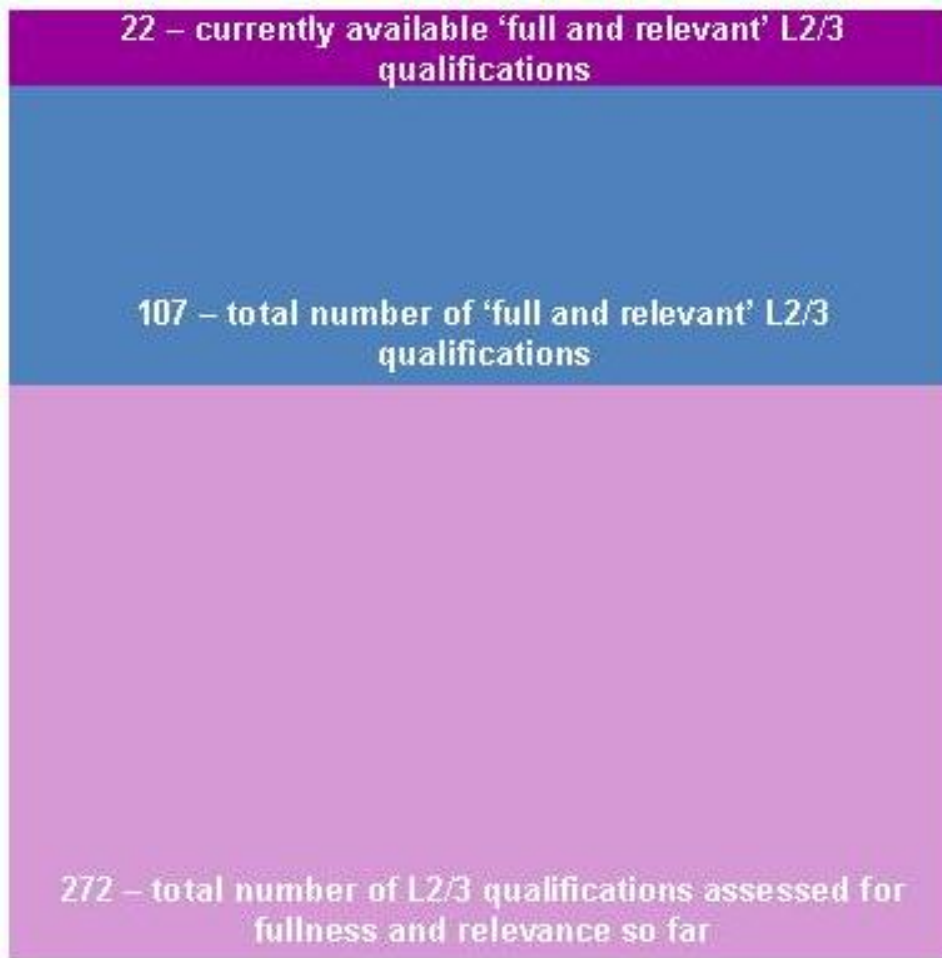 22 – currently available ‘full and relevant’ L2/3
qualifications
107 – total number of ‘full and relevant’ L2/3
qualifications
272 – total number of L2/3 qualifications assessed for
fullness and relevance so far